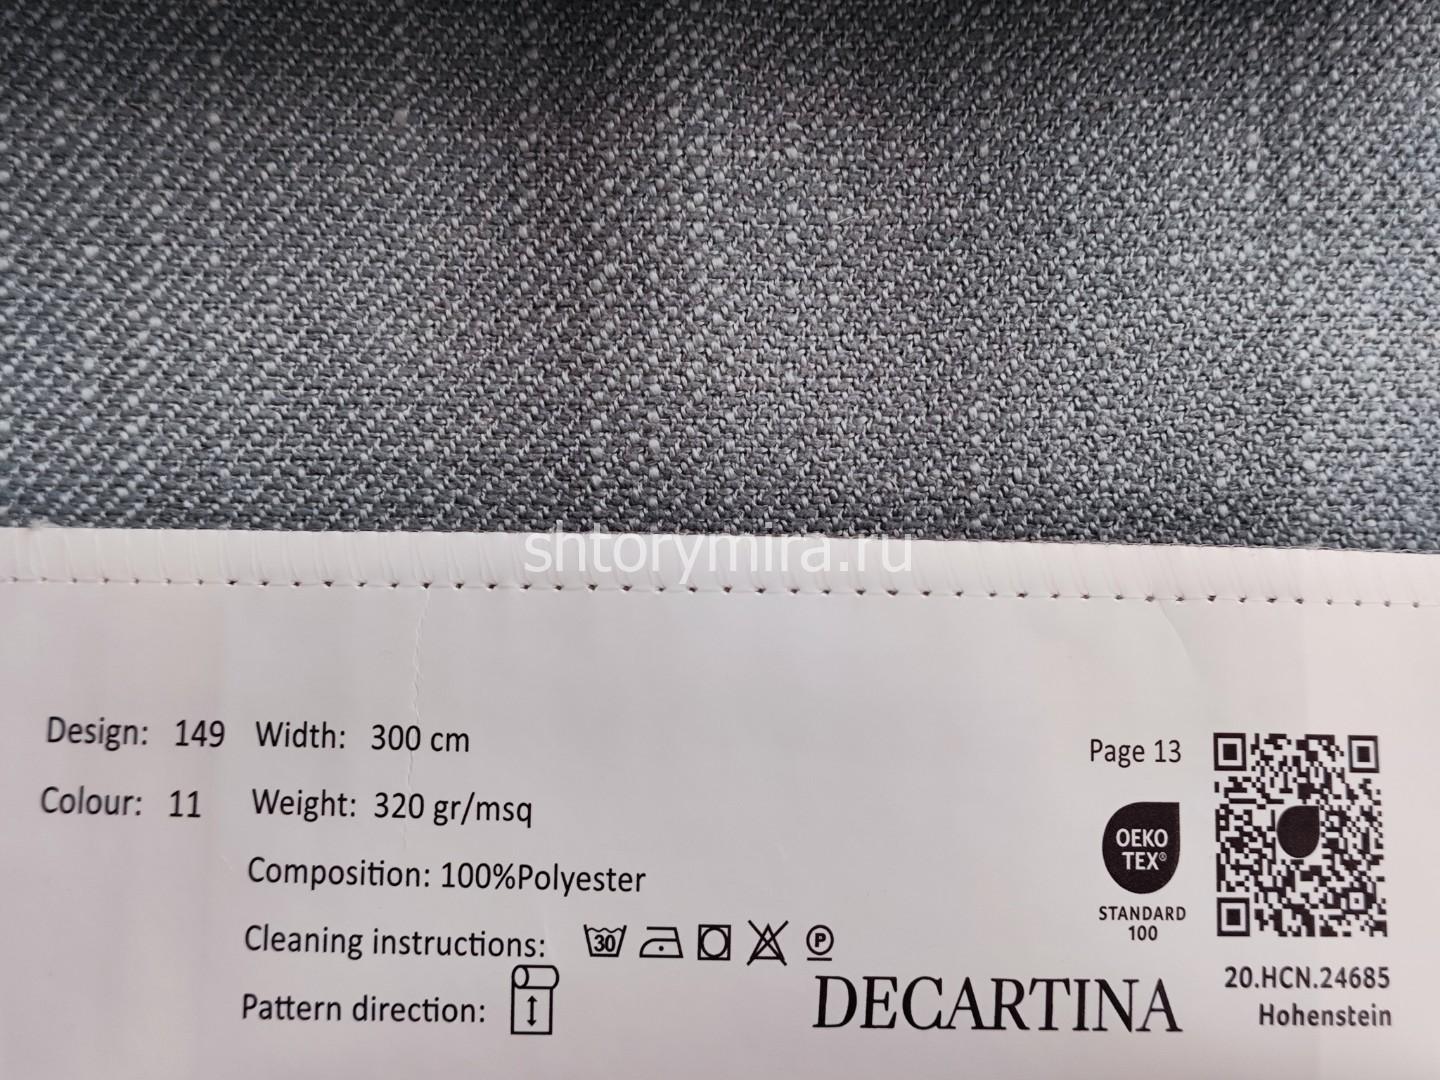 shtorymira.ru
Design: 149 Width: 300 cm
Colour: 11 Weight: 320 gr/msq
Composition: 100%Polyester
Cleaning instructions: 30 P
Pattern direction:
Page 13
OEKO
TEX®
STANDARD
100
20.HCN.24685
Hohenstein
DECARTINA